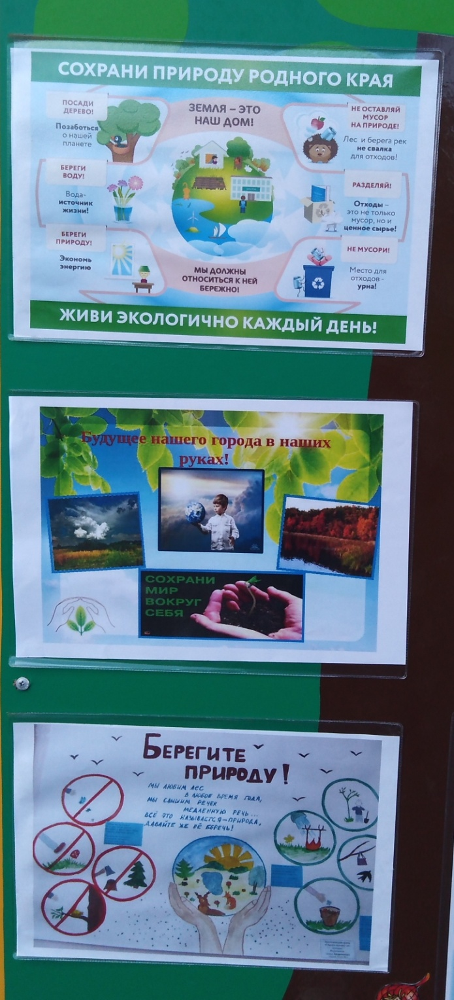 СОХРАНИ ПРИРОДУ РОДНОГО КРАЯ
ПОСАДИ
ДЕРЕВО!
Позаботься
о нашей
планете
БЕРЕГИ
ВОДУ!
Вода-
источник
жизни!
БЕРЕГИ
ПРИРОДУ!
Экономь
энергию
ЗЕМЛЯ – ЭТО
НАШ ДОМ!
МЫ ДОЛЖНЫ
ОТНОСИТЬСЯ К НЕЙ
БЕРЕЖНО!
НЕ ОСТАВЛЯЙ
МУСОР
НА ПРИРОДЕ!
Лес и берега рек
не свалка
для отходов!
РАЗДЕЛЯЙ!
Отходы –
это не только
мусор, но и
ценное сырье!
НЕ МУСОРИ!
Место для
отходов -
урна!
ЖИВИ ЭКОЛОГИЧНО КАЖДЫЙ ДЕНЬ!
Будущее нашего города в наших
руках!
СОХРАНИ
МИР
ВОКРУГ
СЕБЯ
БЕРЕГИТЕ
ПРИРОДУ!
МЫ ЛЮБИМ ЛЕС
В ЛЮБОЕ ВРЕМЯ ГОДА,
МЫ СЛЫШИМ РЕЧЕК
МЕДЛЕННУЮ РЕЧЬ...
ВСЁ ЭТО НАЗЫВАЕТСЯ–ПРИРОДА,
ДАВАЙТЕ ЖЕ ЕЁ БЕРЕЧЬ!